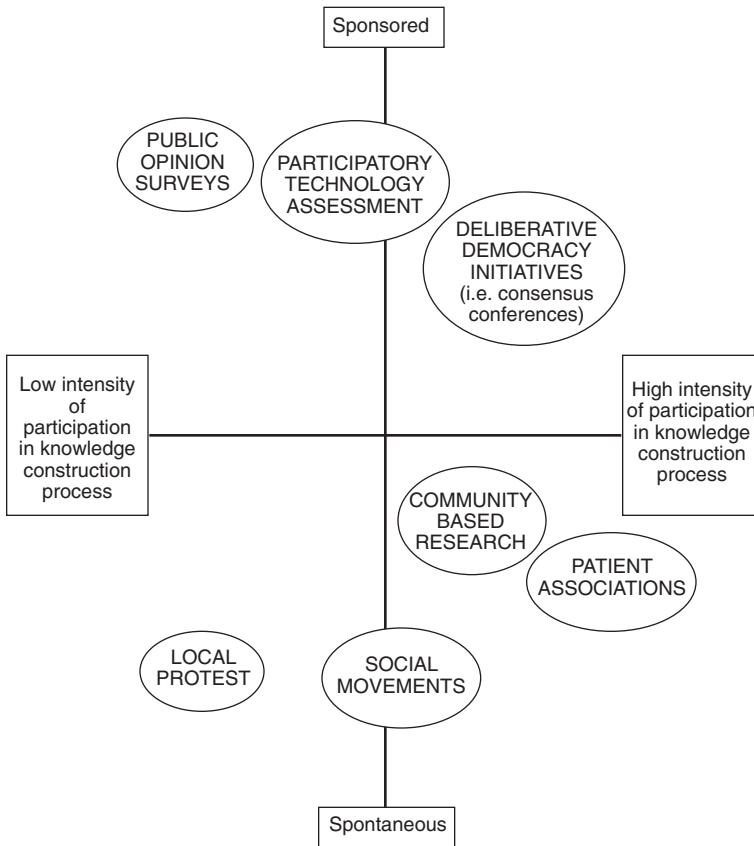 Sponsored
PUBLIC
OPINION
SURVEYS
PARTICIPATORY
TECHNOLOGY
ASSESSMENT
DELIBERATIVE
DEMOCRACY
INITIATIVES
(i.e. consensus
conferences)
Low intensity
of
participation
in knowledge
construction
process
High intensity
of participation
in knowledge
construction
process
COMMUNITY
BASED
RESEARCH
PATIENT
ASSOCIATIONS
LOCAL
PROTEST
SOCIAL
MOVEMENTS
Spontaneous